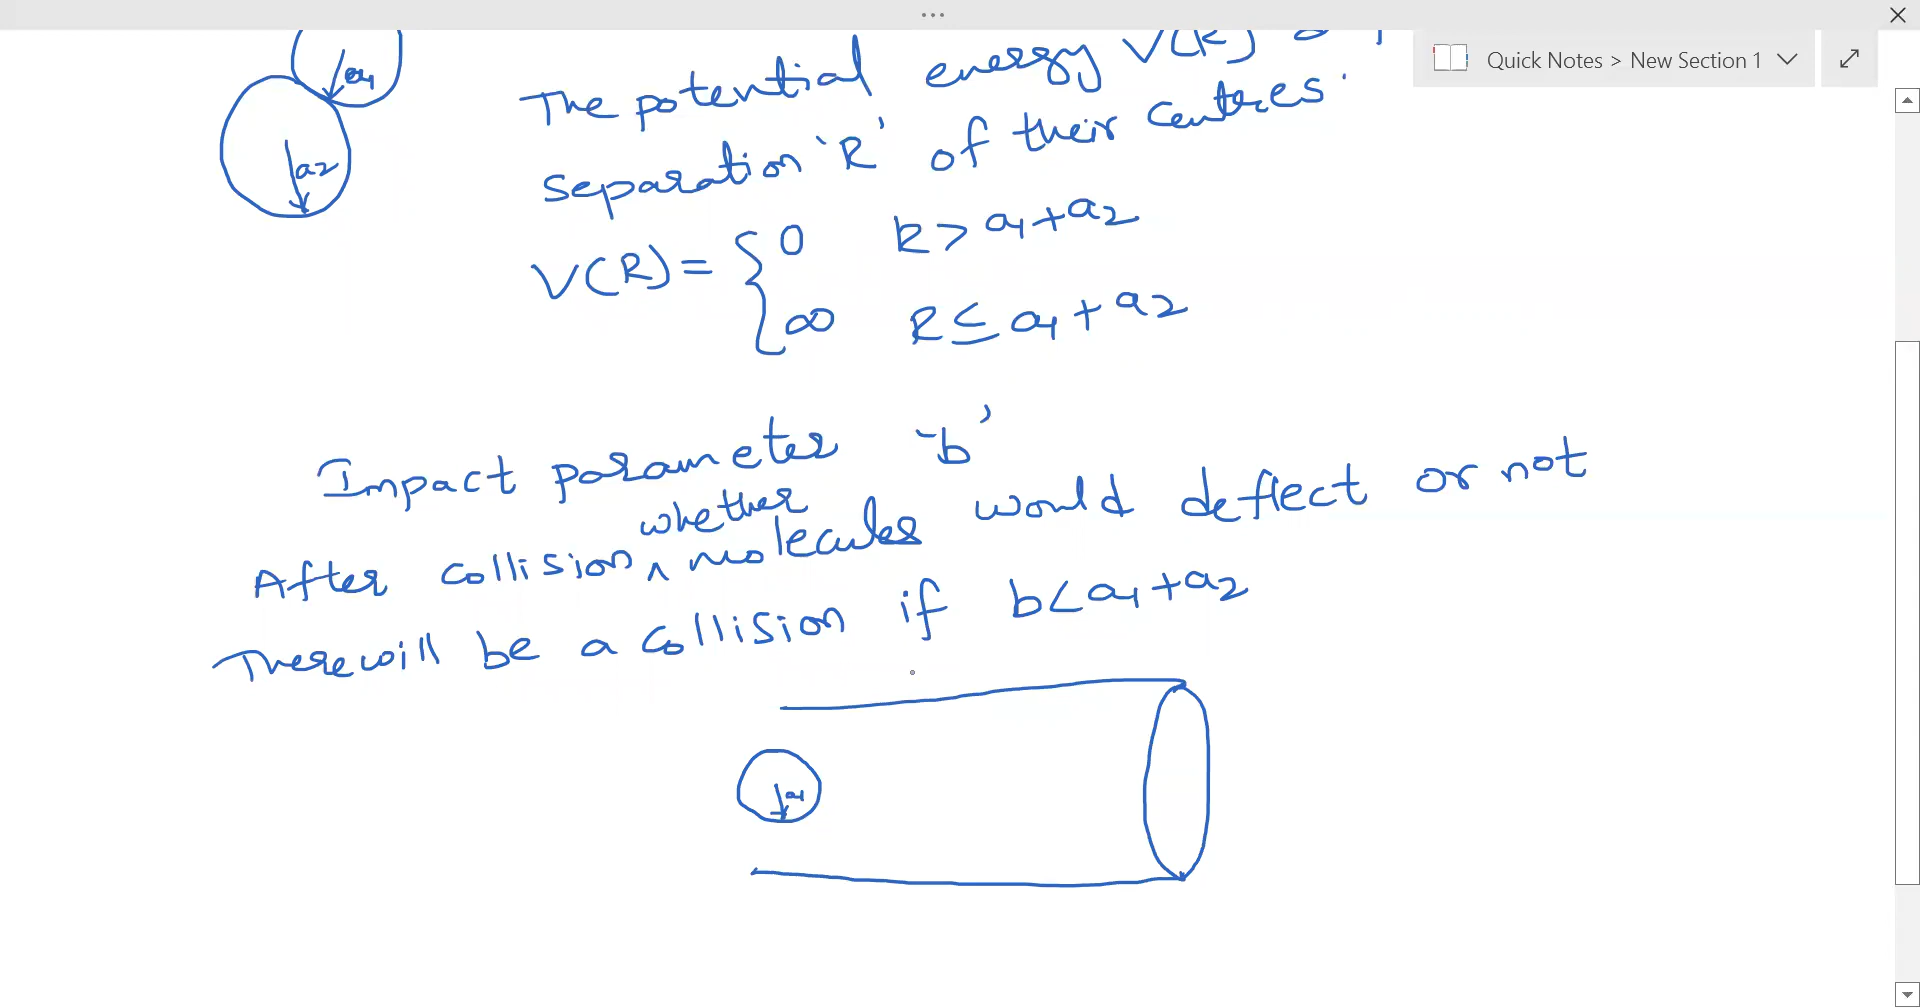 Quick Notes > New Section 1
a1
a2
The potential energy V(R)
separation 'R' of their centres.
V(R) = { 0 R > a1 + a2
∞ R ≤ a1 + a2
Impact parameter 'b'
whether
After collision, ^ molecules would deflect or not
There will be a collision if b < a1 + a2
a1